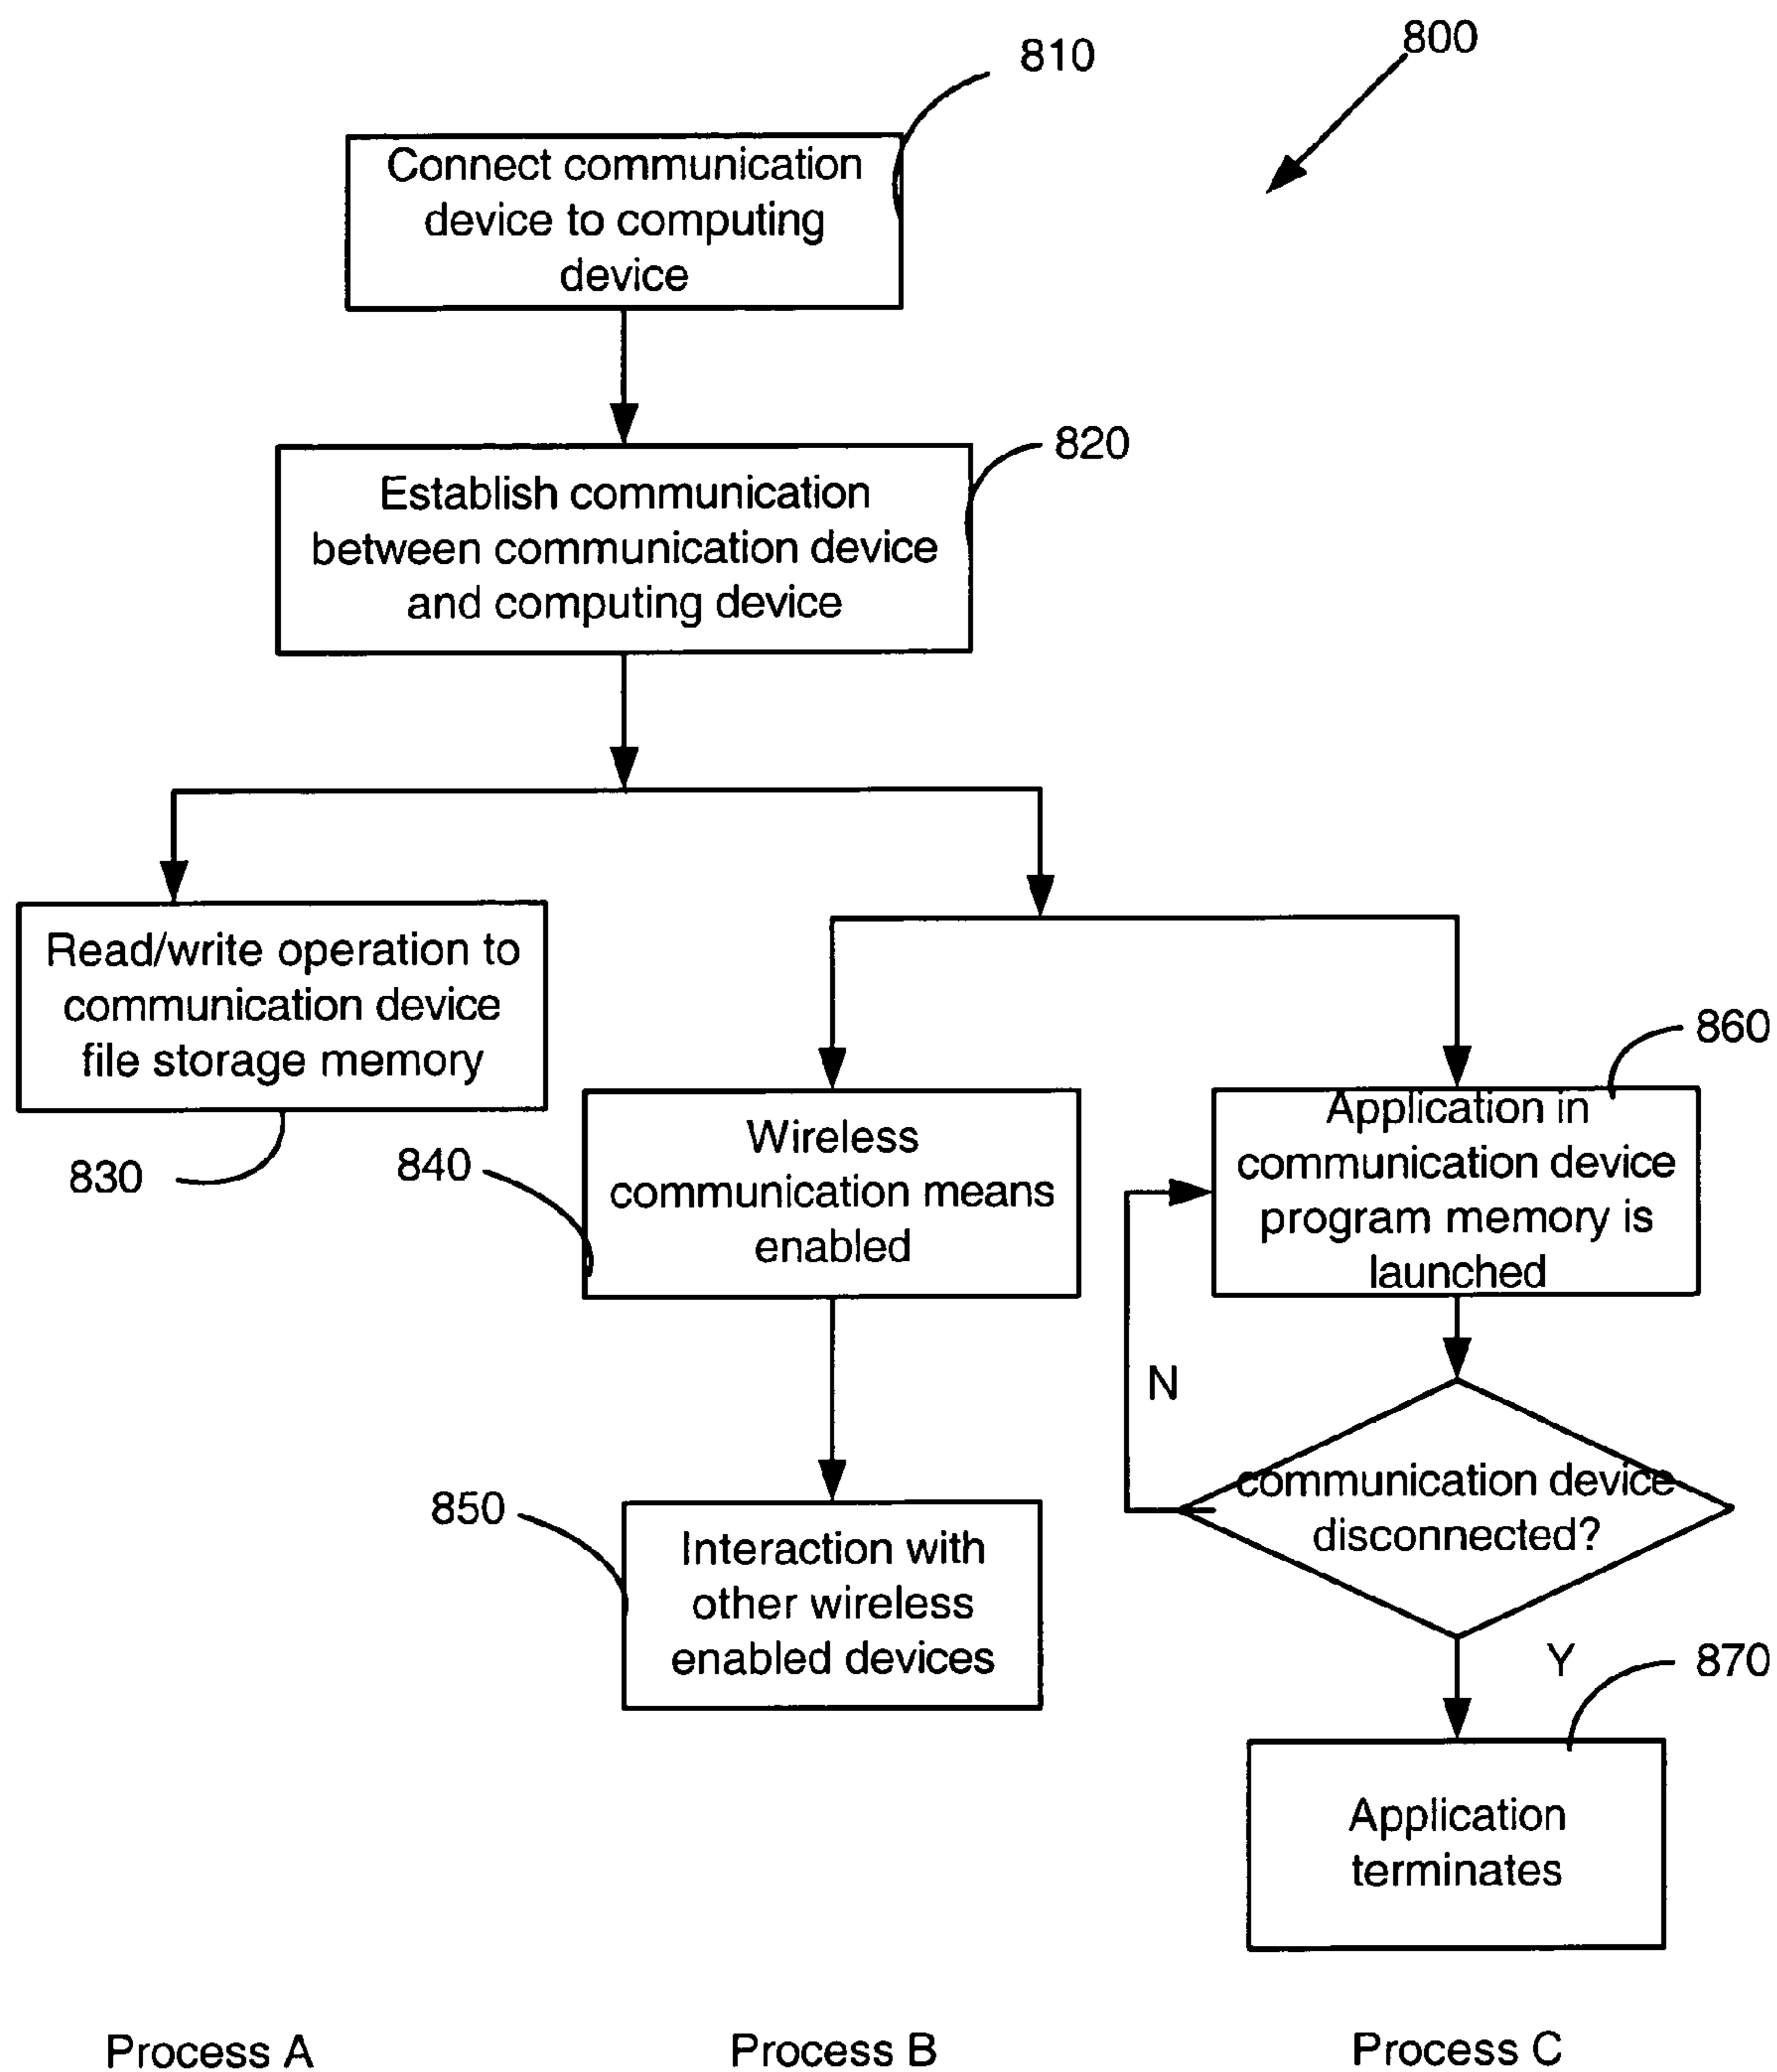 800
810
Connect communication
device to computing
device
820
Establish communication
between communication device
and computing device
Read/write operation to
communication device
file storage memory
830
840
Wireless
communication means
enabled
860
Application in
communication device
program memory is
launched
N
850
Interaction with
other wireless
enabled devices
communication device
disconnected?
Y
870
Application
terminates
Process A
Process B
Process C